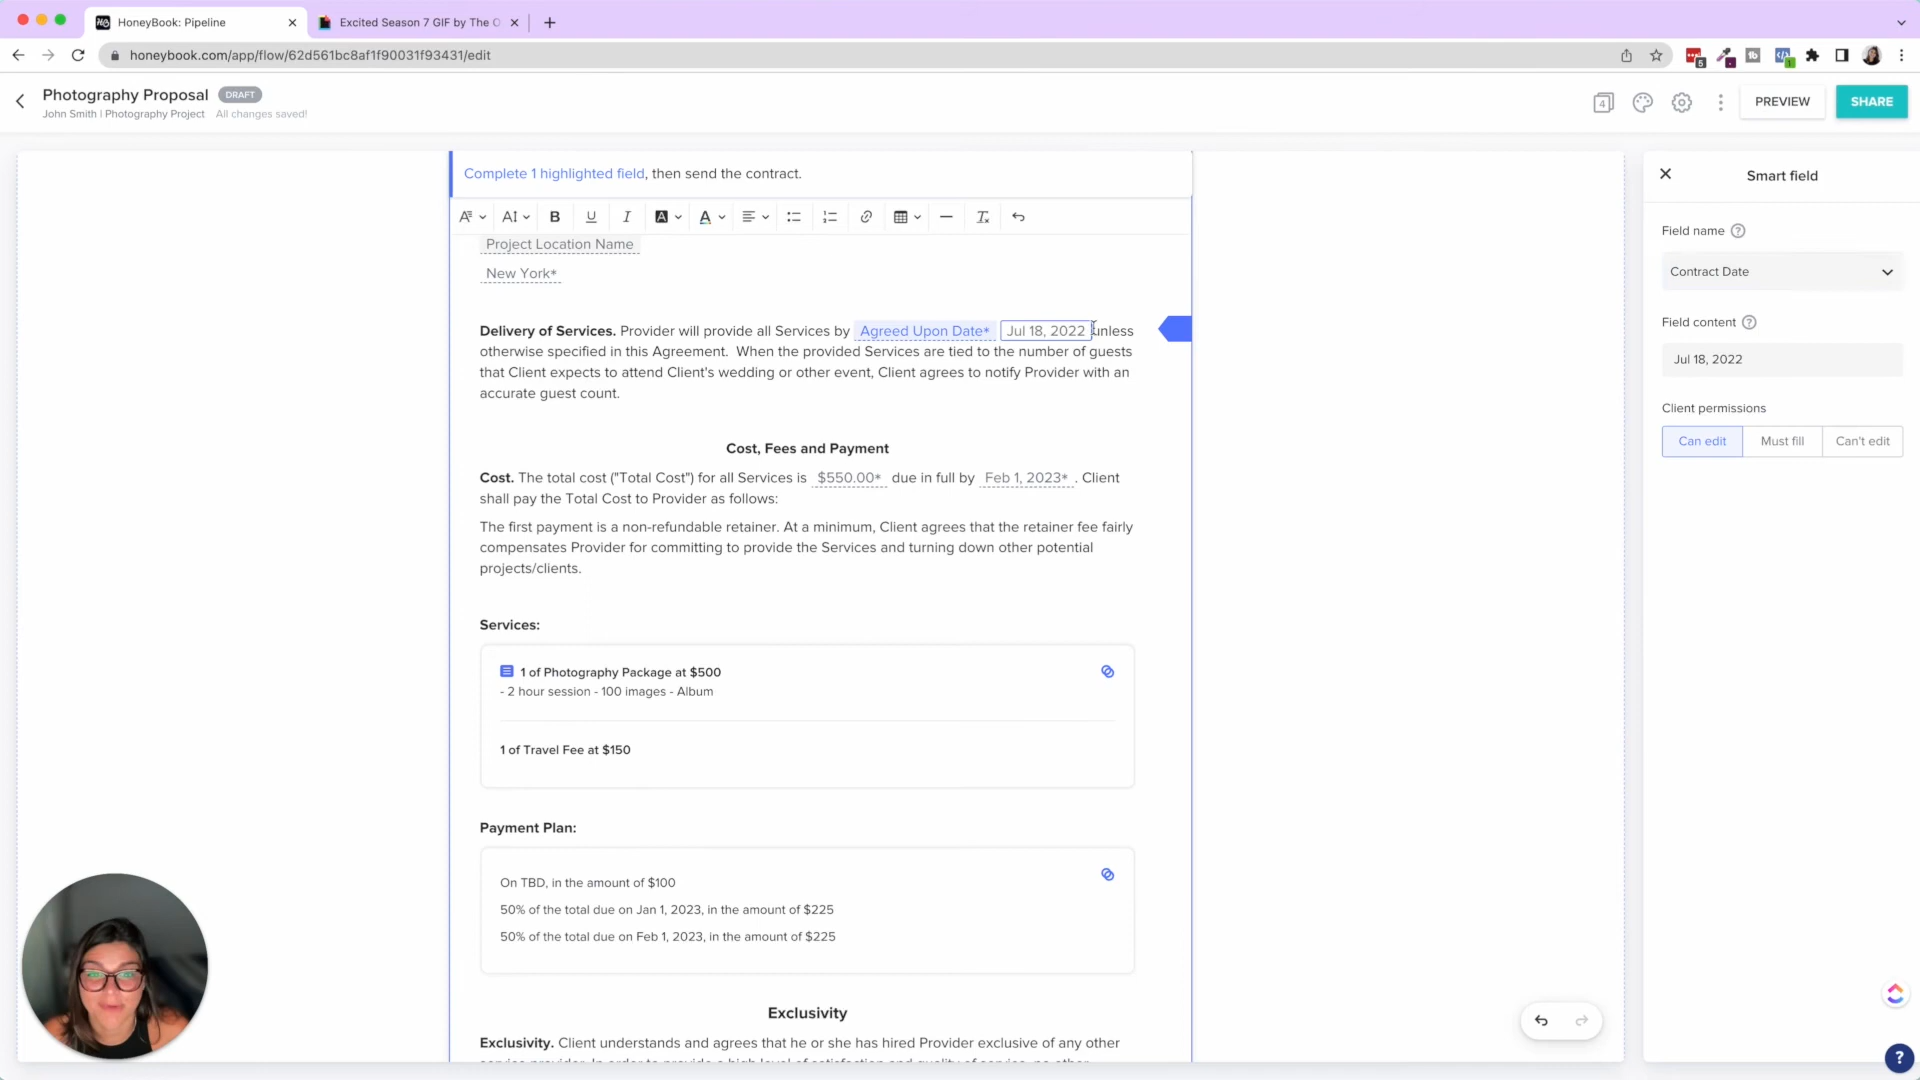 HoneyBook: Pipeline
Excited Season 7 GIF by The O
honeybook.com/app/flow/62d561bc8af1f90031f93431/edit
5
tb
1
Photography Proposal DRAFT
John Smith | Photography Project All changes saved!
4
PREVIEW
SHARE
Complete 1 highlighted field, then send the contract.
Project Location Name
New York*
Delivery of Services. Provider will provide all Services by Agreed Upon Date* Jul 18, 2022 unless
otherwise specified in this Agreement. When the provided Services are tied to the number of guests
that Client expects to attend Client's wedding or other event, Client agrees to notify Provider with an
accurate guest count.
Cost, Fees and Payment
Cost. The total cost ("Total Cost") for all Services is $550.00* due in full by Feb 1, 2023* . Client
shall pay the Total Cost to Provider as follows:
The first payment is a non-refundable retainer. At a minimum, Client agrees that the retainer fee fairly
compensates Provider for committing to provide the Services and turning down other potential
projects/clients.
Services:
1 of Photography Package at $500
- 2 hour session - 100 images - Album
1 of Travel Fee at $150
Payment Plan:
On TBD, in the amount of $100
50% of the total due on Jan 1, 2023, in the amount of $225
50% of the total due on Feb 1, 2023, in the amount of $225
Exclusivity
Exclusivity. Client understands and agrees that he or she has hired Provider exclusive of any other
Smart field
Field name
Contract Date
Field content
Jul 18, 2022
Client permissions
Can edit
Must fill
Can't edit